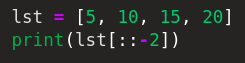 lst = [5, 10, 15, 20]
print(lst[::-2])